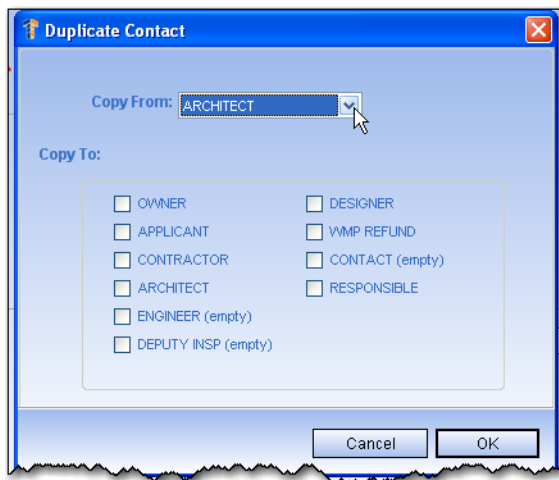 Duplicate Contact
Copy From: ARCHITECT
Copy To:
OWNER
APPLICANT
CONTRACTOR
ARCHITECT
ENGINEER (empty)
DEPUTY INSP (empty)
DESIGNER
WMP REFUND
CONTACT (empty)
RESPONSIBLE
Cancel OK